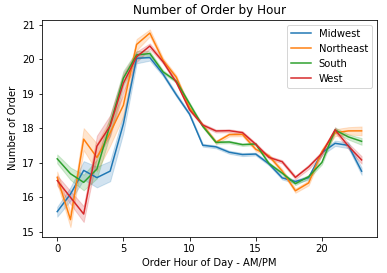 Number of Order by Hour
Number of Order
21
20
19
18
17
16
15
Midwest
Northeast
South
West
0
5
10
15
20
Order Hour of Day - AM/PM